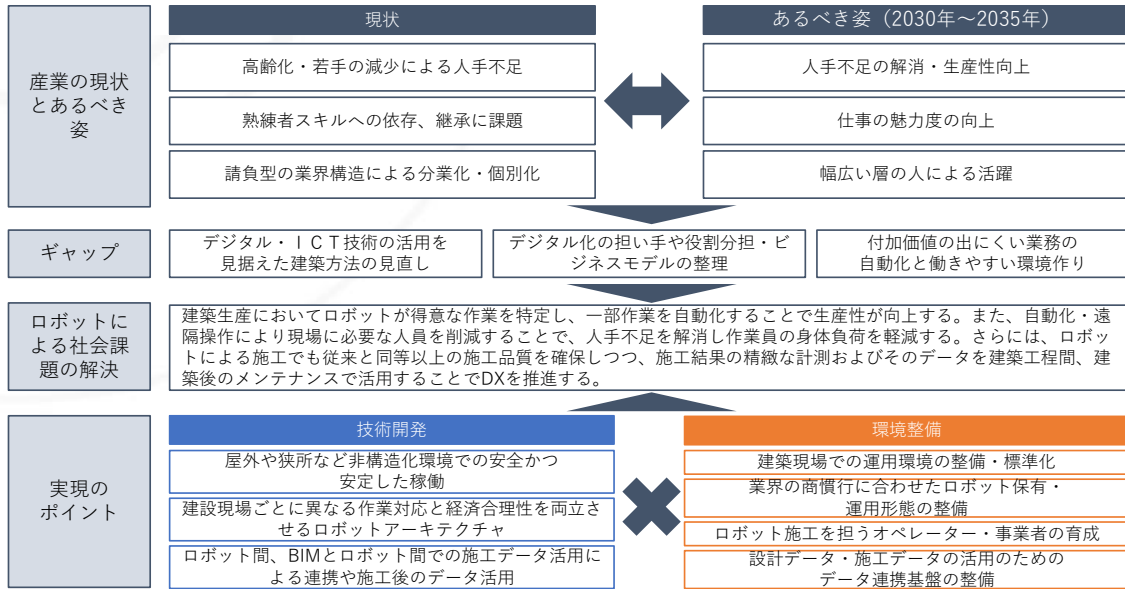 産業の現状
とあるべき
姿
現状
高齢化・若手の減少による人手不足
熟練者スキルへの依存、継承に課題
請負型の業界構造による分業化・個別化
あるべき姿（2030年～2035年）
人手不足の解消・生産性向上
仕事の魅力度の向上
幅広い層の人による活躍
ギャップ
デジタル・ＩＣＴ技術の活用を
見据えた建築方法の見直し
デジタル化の担い手や役割分担・ビ
ジネスモデルの整理
付加価値の出にくい業務の
自動化と働きやすい環境作り
ロボットに
よる社会課
題の解決
建築生産においてロボットが得意な作業を特定し、一部作業を自動化することで生産性が向上する。また、自動化・遠
隔操作により現場に必要な人員を削減することで、人手不足を解消し作業員の身体負荷を軽減する。さらには、ロボッ
トによる施工でも従来と同等以上の施工品質を確保しつつ、施工結果の精緻な計測およびそのデータを建築工程間、建
築後のメンテナンスで活用することでDXを推進する。
実現の
ポイント
技術開発
屋外や狭所など非構造化環境での安全かつ
安定した稼働
建設現場ごとに異なる作業対応と経済合理性を両立さ
せるロボットアーキテクチャ
ロボット間、BIMとロボット間での施工データ活用に
よる連携や施工後のデータ活用
環境整備
建築現場での運用環境の整備・標準化
業界の商慣行に合わせたロボット保有・
運用形態の整備
ロボット施工を担うオペレーター・事業者の育成
設計データ・施工データの活用のための
データ連携基盤の整備